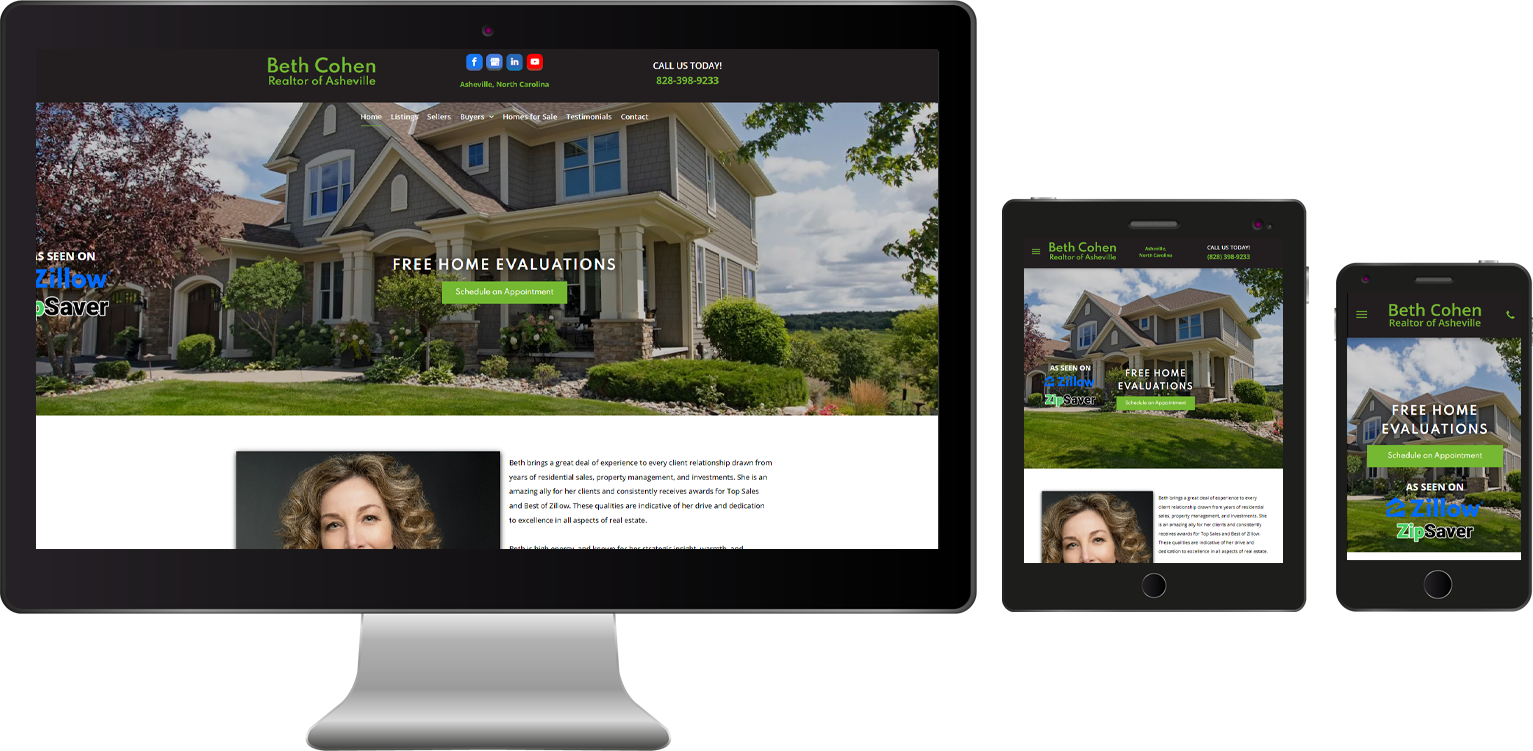 Beth Cohen
Realtor of Asheville
Asheville, North Carolina
CALL US TODAY!
828-398-9233
Home Listings Sellers Buyers Homes for Sale Testimonials Contact
AS SEEN ON
Zillow
ZipSaver
FREE HOME EVALUATIONS
Schedule an Appointment
Beth brings a great deal of experience to every client relationship drawn from
years of residential sales, property management, and investments. She is an
amazing ally for her clients and consistently receives awards for Top Sales
and Best of Zillow. These qualities are indicative of her drive and dedication
to excellence in all aspects of real estate.
Beth is high energy, and known for her strategic insight, warmth, and
Beth Cohen
Realtor of Asheville
Asheville,
North Carolina
CALL US TODAY!
(828) 398-9233
AS SEEN ON
Zillow
ZipSaver
FREE HOME
EVALUATIONS
Schedule an Appointment
Beth brings a great deal of experience to every
client relationship drawn from years of residential
sales, property management, and investments. She
is an amazing ally for her clients and consistently
receives awards for Top Sales and Best of Zillow.
These qualities are indicative of her drive and
dedication to excellence in all aspects of real estate.
Beth Cohen
Realtor of Asheville
FREE HOME
EVALUATIONS
Schedule an Appointment
AS SEEN ON
Zillow
ZipSaver